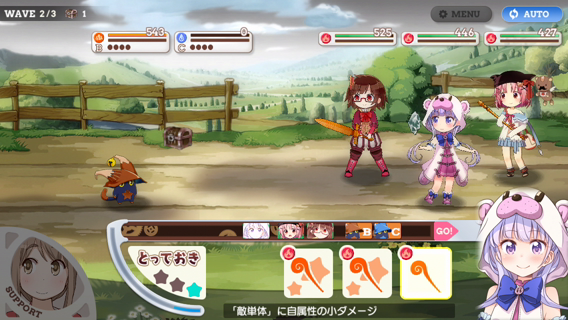 WAVE 2/3 1
MENU
AUTO
543
B
0
C
525
446
427
B C GO!
とっておき
SUPPORT
「敵単体」に自属性の小ダメージ